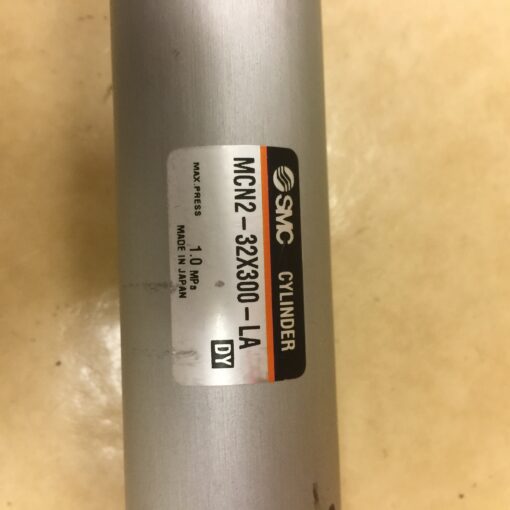 SMC CYLINDER
MCN2-32X300-LA
DY
MAX.PRESS 1.0 MPa
MADE IN JAPAN